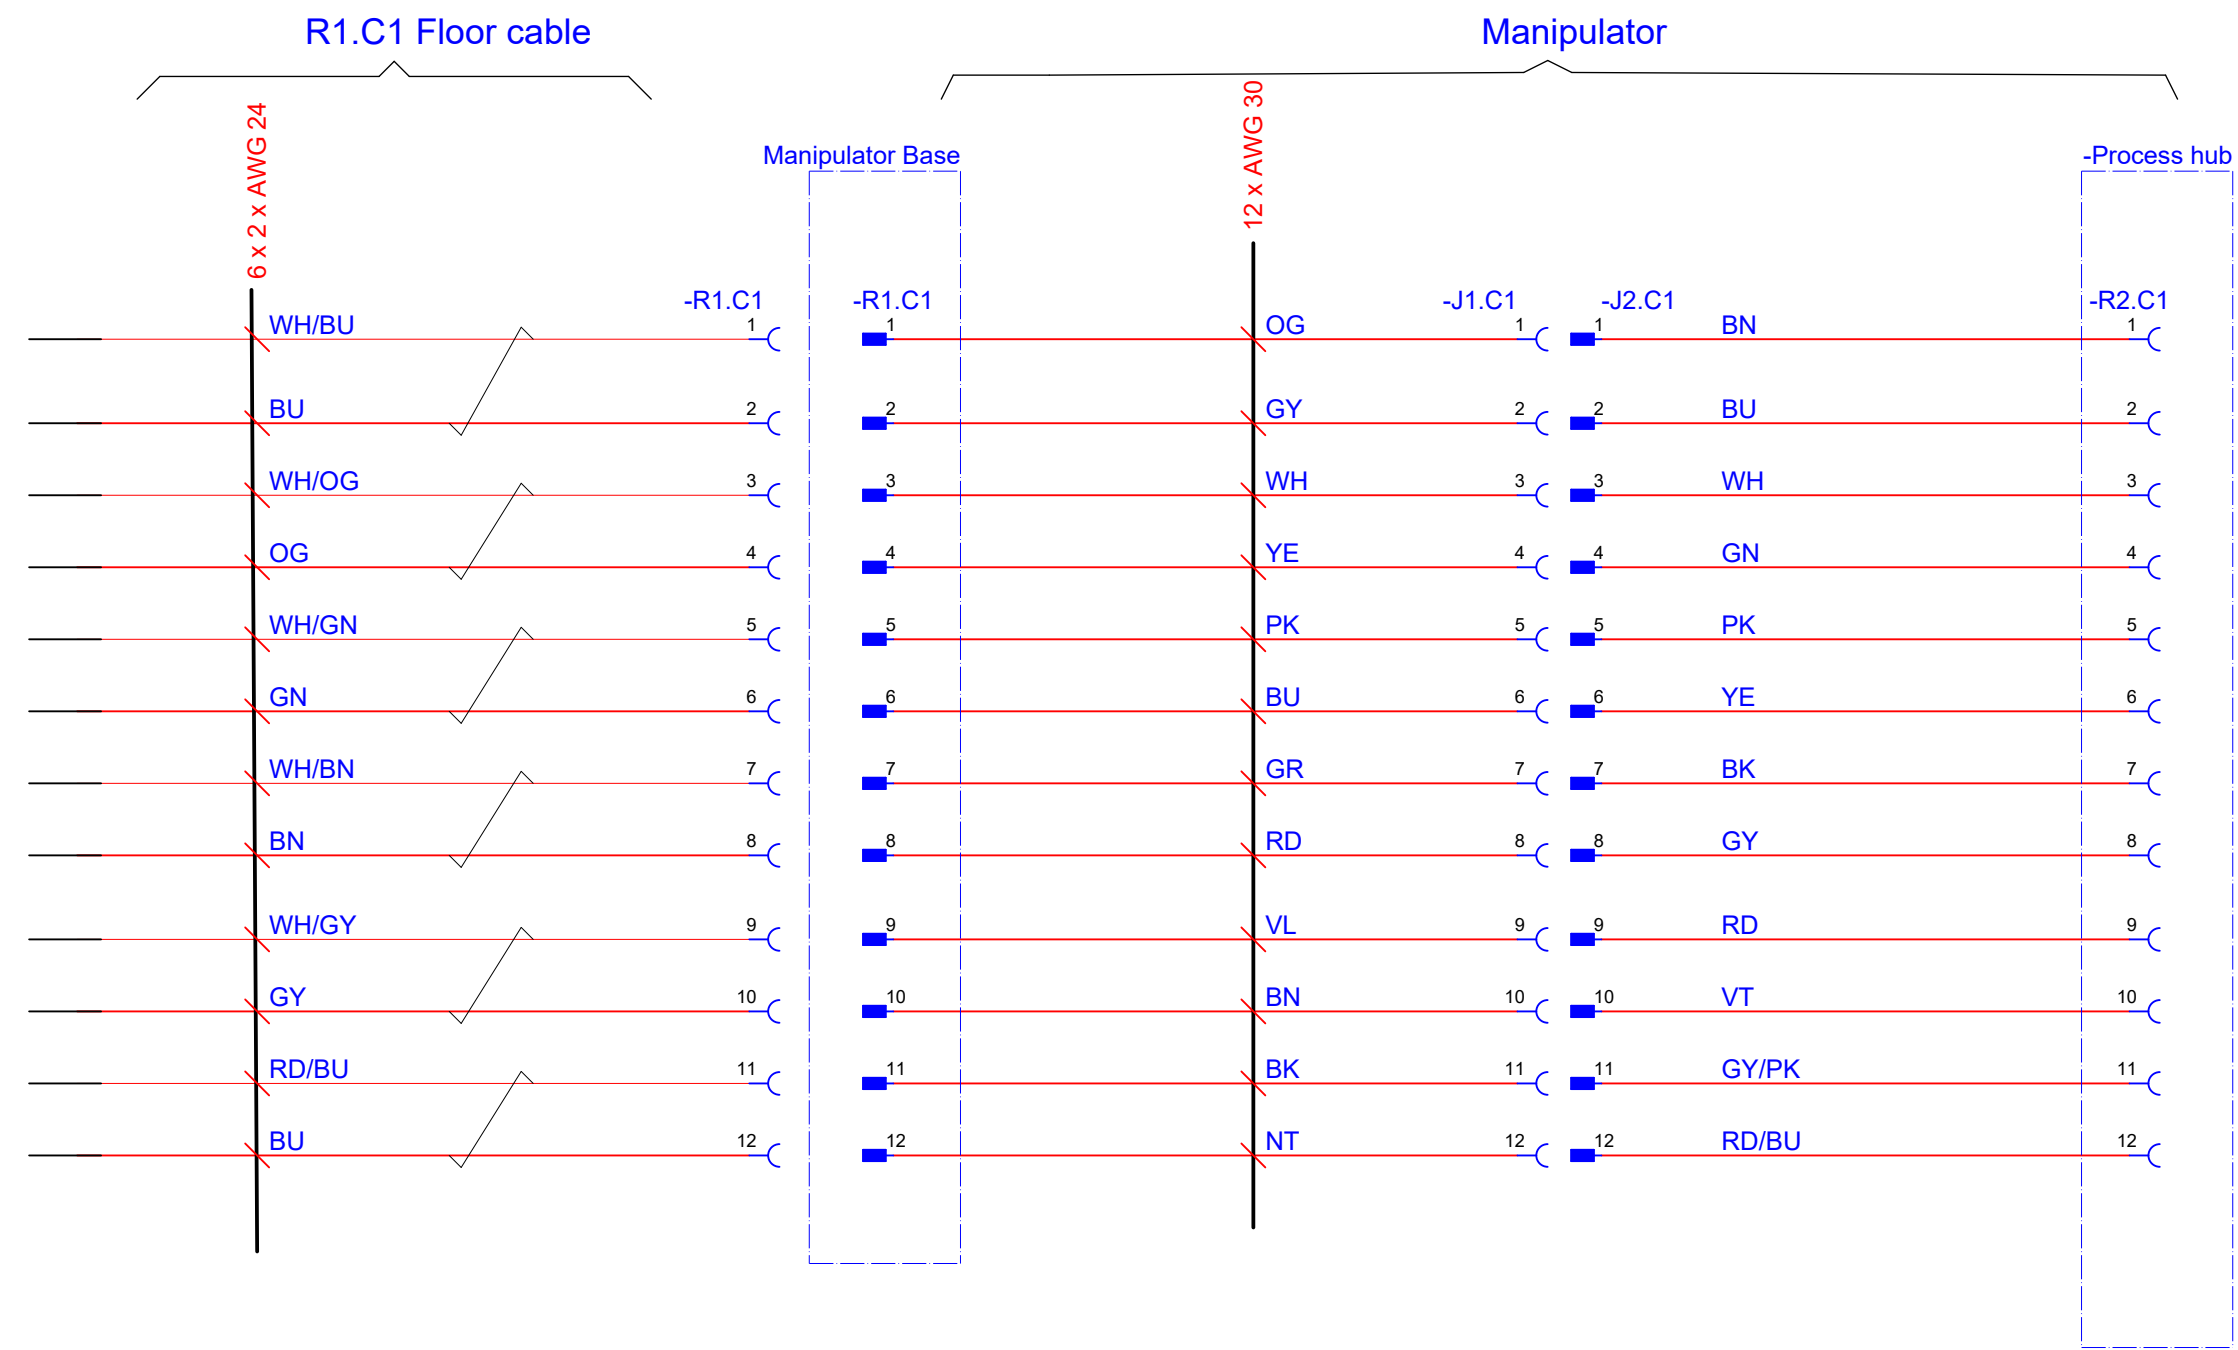 R1.C1 Floor cable
Manipulator
6 x 2 x AWG 24
12 x AWG 30
Manipulator Base
-Process hub
-R1.C1
-R1.C1
-J1.C1
-J2.C1
-R2.C1
WH/BU 1 1 OG 1 1 BN 1
BU 2 2 GY 2 2 BU 2
WH/OG 3 3 WH 3 3 WH 3
OG 4 4 YE 4 4 GN 4
WH/GN 5 5 PK 5 5 PK 5
GN 6 6 BU 6 6 YE 6
WH/BN 7 7 GR 7 7 BK 7
BN 8 8 RD 8 8 GY 8
WH/GY 9 9 VL 9 9 RD 9
GY 10 10 BN 10 10 VT 10
RD/BU 11 11 BK 11 11 GY/PK 11
BU 12 12 NT 12 12 RD/BU 12